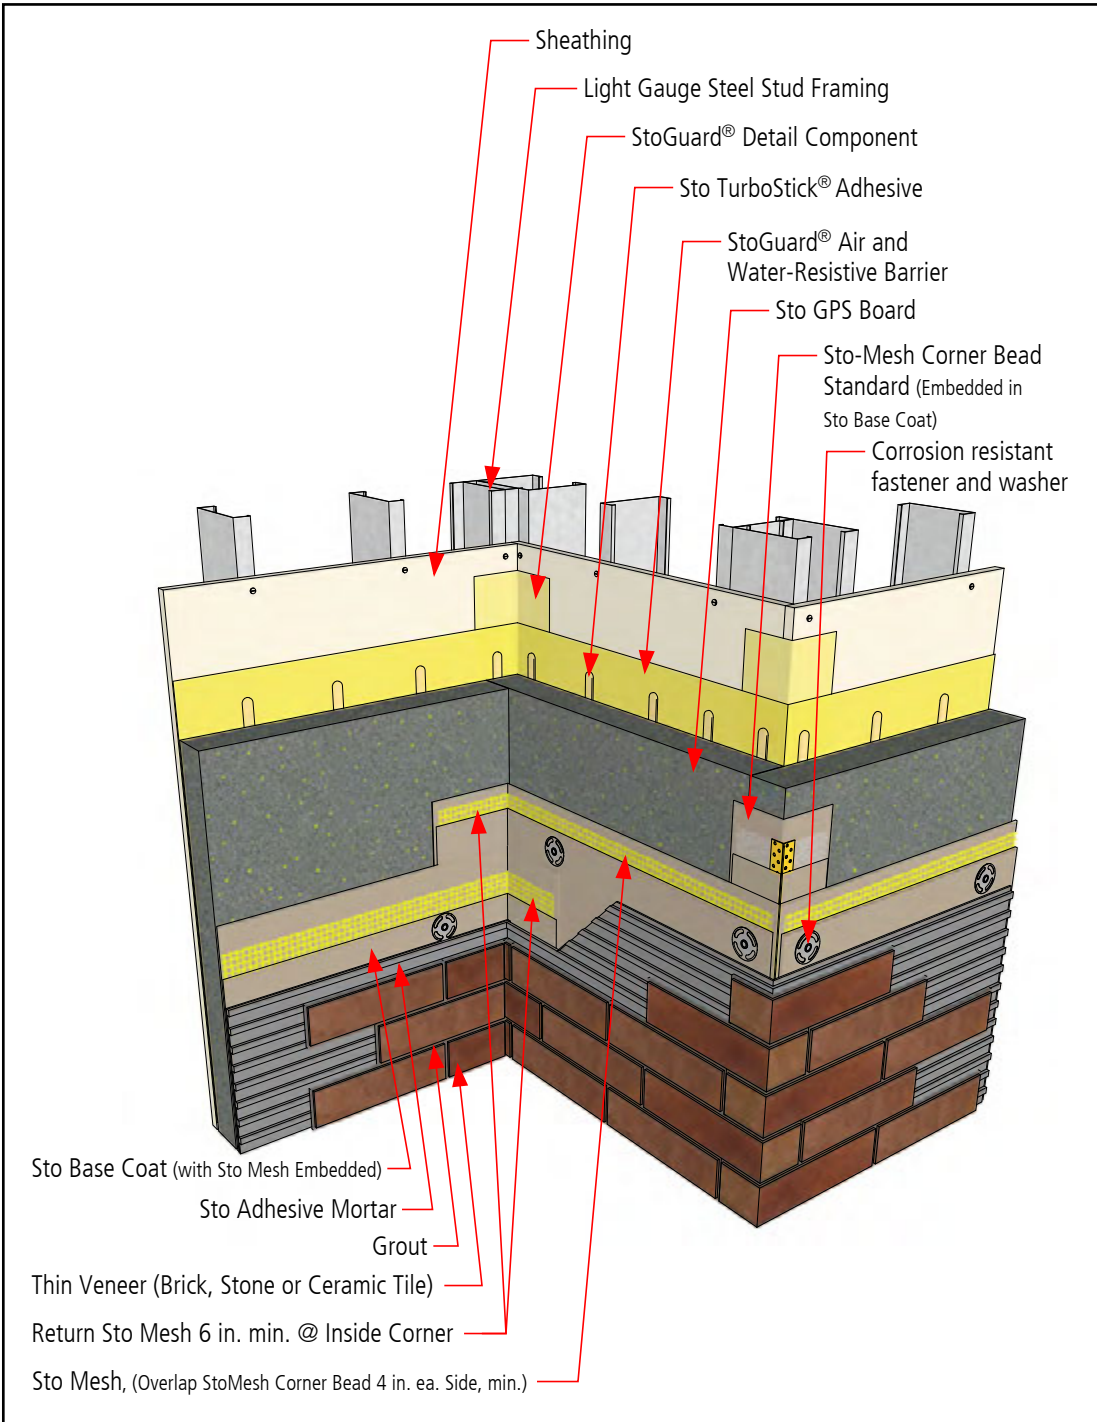 Sheathing
Light Gauge Steel Stud Framing
StoGuard® Detail Component
Sto TurboStick® Adhesive
StoGuard® Air and
Water-Resistive Barrier
Sto GPS Board
Sto-Mesh Corner Bead
Standard (Embedded in
Sto Base Coat)
Corrosion resistant
fastener and washer
Sto Base Coat (with Sto Mesh Embedded)
Sto Adhesive Mortar
Grout
Thin Veneer (Brick, Stone or Ceramic Tile)
Return Sto Mesh 6 in. min. @ Inside Corner
Sto Mesh, (Overlap StoMesh Corner Bead 4 in. ea. Side, min.)